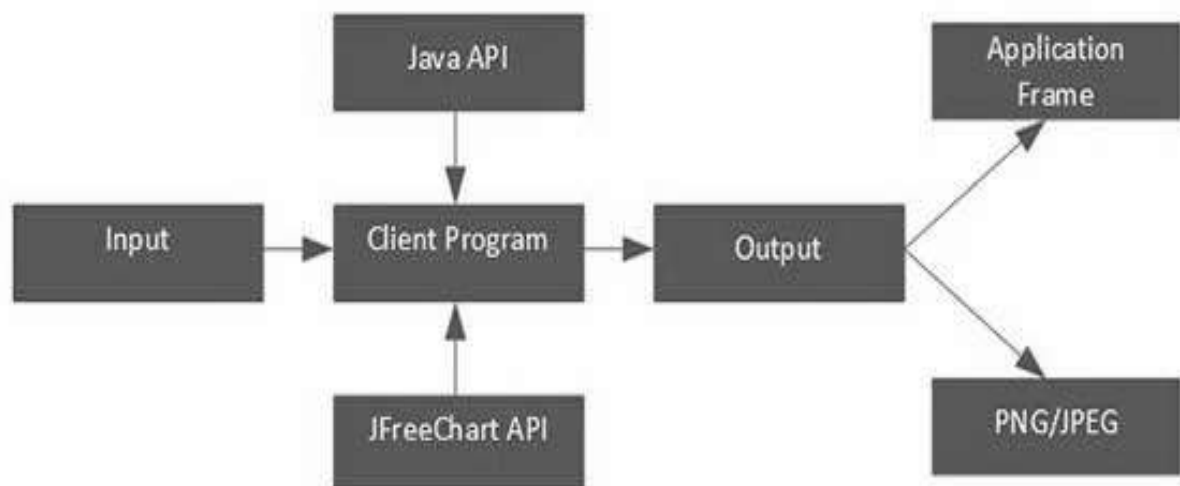 Java API
Application
Frame
Input
Client Program
Output
JFreeChart API
PNG/JPEG